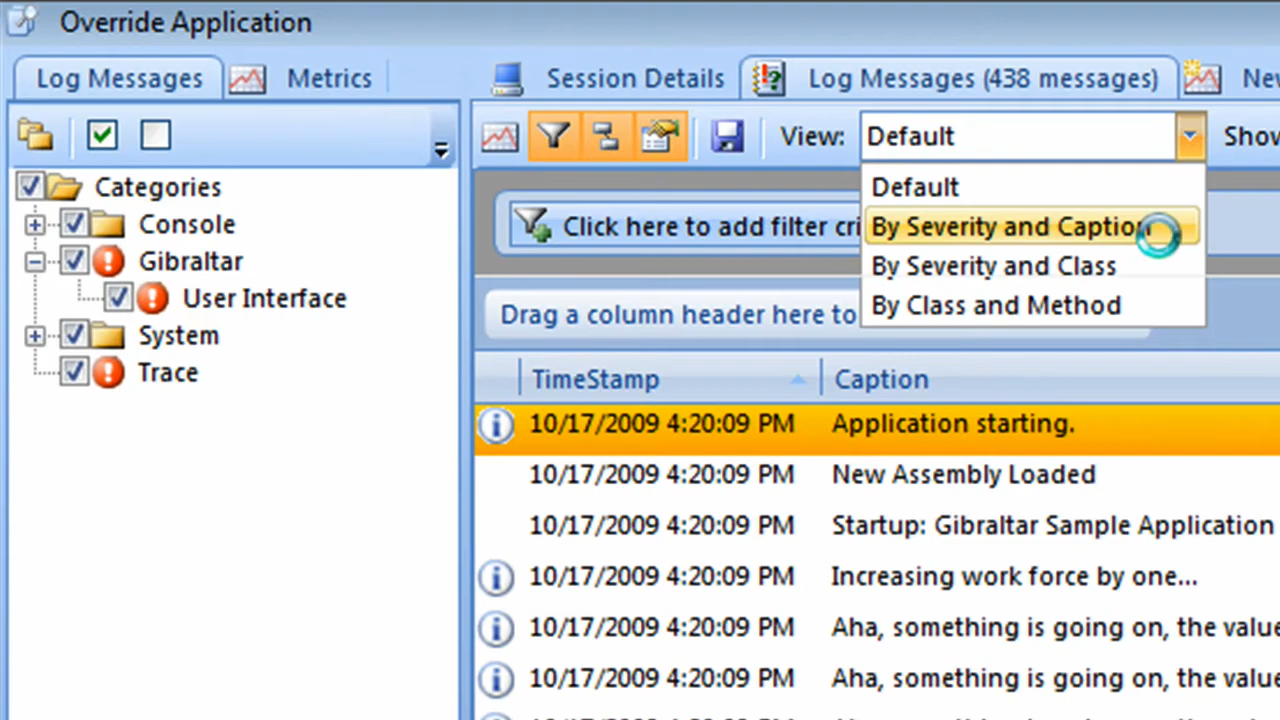 Override Application
Log Messages
Metrics
Session Details
Log Messages (438 messages)
View:
Default
Default
By Severity and Caption
By Severity and Class
By Class and Method
Categories
Console
Gibraltar
User Interface
System
Trace
Click here to add filter
Drag a column header here to
TimeStamp
Caption
10/17/2009 4:20:09 PM Application starting.
10/17/2009 4:20:09 PM New Assembly Loaded
10/17/2009 4:20:09 PM Startup: Gibraltar Sample Application
10/17/2009 4:20:09 PM Increasing work force by one...
10/17/2009 4:20:09 PM Aha, something is going on, the value
10/17/2009 4:20:09 PM Aha, something is going on, the value